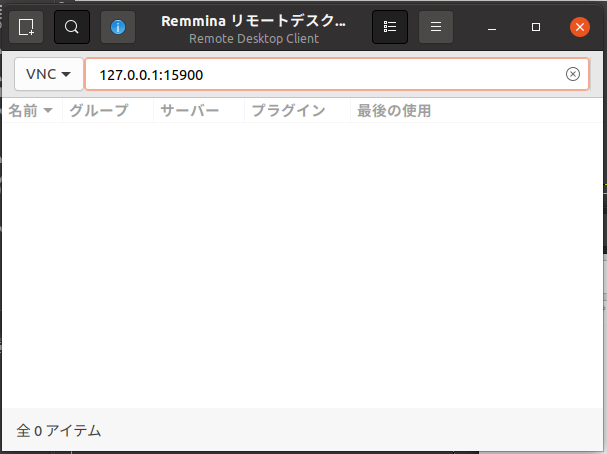 Remmina リモートデスク...
Remote Desktop Client
VNC 127.0.0.1:15900
名前 グループ サーバー プラグイン 最後の使用
全 0 アイテム